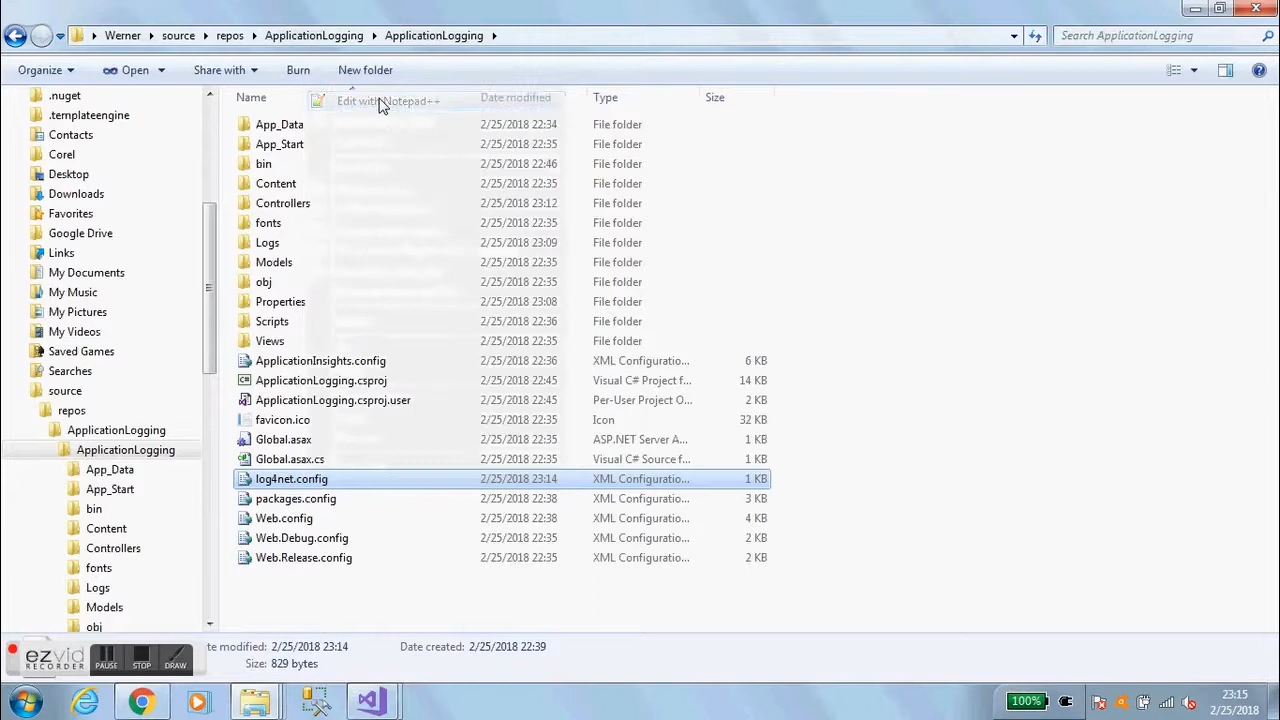 Werner source repos ApplicationLogging ApplicationLogging Search ApplicationLogging
Organize Open Share with Burn New folder
.nuget
.templateengine
Contacts
Corel
Desktop
Downloads
Favorites
Google Drive
Links
My Documents
My Music
My Pictures
My Videos
Saved Games
Searches
source
repos
ApplicationLogging
ApplicationLogging
App_Data
App_Start
bin
Content
Controllers
fonts
Logs
Models
obj
Name Date modified Type Size
Edit with Notepad++
App_Data 2/25/2018 22:34 File folder
App_Start 2/25/2018 22:35 File folder
bin 2/25/2018 22:46 File folder
Content 2/25/2018 22:35 File folder
Controllers 2/25/2018 23:12 File folder
fonts 2/25/2018 22:35 File folder
Logs 2/25/2018 23:09 File folder
Models 2/25/2018 22:35 File folder
obj 2/25/2018 22:35 File folder
Properties 2/25/2018 23:08 File folder
Scripts 2/25/2018 22:36 File folder
Views 2/25/2018 22:35 File folder
ApplicationInsights.config 2/25/2018 22:36 XML Configuratio... 6 KB
ApplicationLogging.csproj 2/25/2018 22:45 Visual C# Project f... 14 KB
ApplicationLogging.csproj.user 2/25/2018 22:45 Per-User Project O... 2 KB
favicon.ico 2/25/2018 22:35 Icon 32 KB
Global.asax 2/25/2018 22:35 ASP.NET Server A... 1 KB
Global.asax.cs 2/25/2018 22:35 Visual C# Source f... 1 KB
log4net.config 2/25/2018 23:14 XML Configuratio... 1 KB
packages.config 2/25/2018 22:38 XML Configuratio... 3 KB
Web.config 2/25/2018 22:38 XML Configuratio... 4 KB
Web.Debug.config 2/25/2018 22:35 XML Configuratio... 2 KB
Web.Release.config 2/25/2018 22:35 XML Configuratio... 2 KB
te modified: 2/25/2018 23:14 Date created: 2/25/2018 22:39
Size: 829 bytes
ezvid
RECORDER
PAUSE STOP DRAW
100%
23:15
2/25/2018